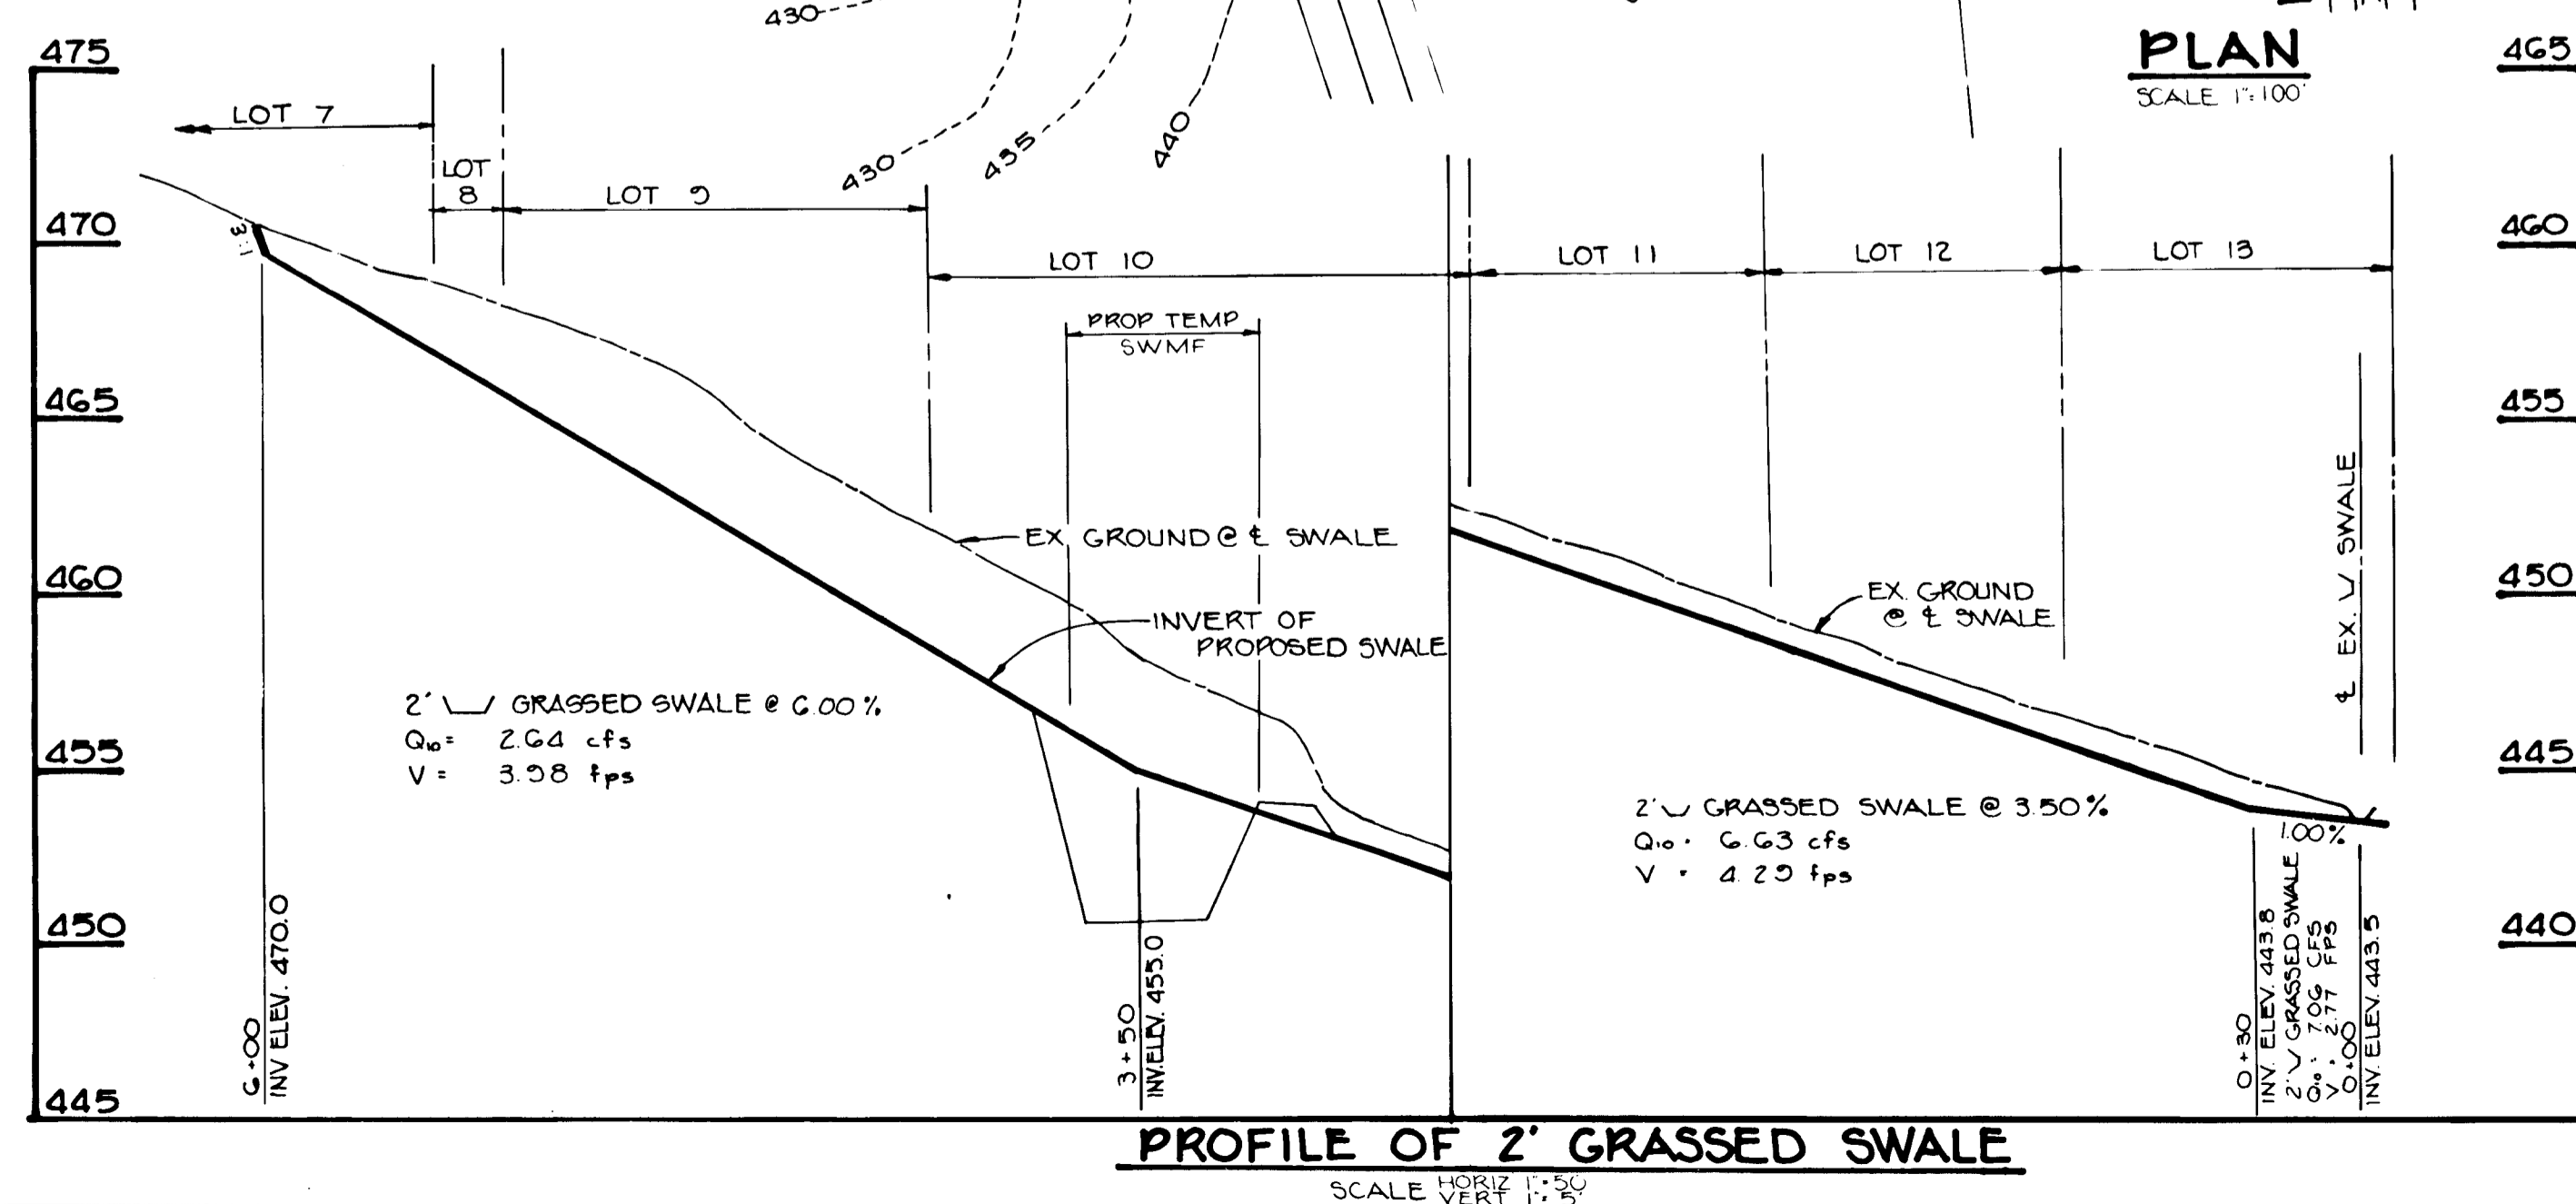 430
PLAN
SCALE 1"=100'
475
470
465
460
455
450
445
465
460
455
450
445
440
430
435
440
LOT 7
LOT
8
LOT 9
LOT 10
LOT 11
LOT 12
LOT 13
3:1
PROP TEMP
SWMF
EX. GROUND @ ℄ SWALE
INVERT OF
PROPOSED SWALE
EX. GROUND
@ ℄ SWALE
℄ EX. V SWALE
2' GRASSED SWALE @ 6.00%
Q10= 2.64 cfs
V = 3.98 fps
2' GRASSED SWALE @ 3.50%
Q10= 6.63 cfs
V = 4.29 fps
1.00%
6+00
INV ELEV. 470.0
3+50
INV.ELEV. 455.0
0+30
INV. ELEV. 443.8
2' GRASSED SWALE
Q10= 7.06 CFS
V = 2.77 FPS
0+00
INV. ELEV. 443.5
PROFILE OF 2' GRASSED SWALE
SCALE HORIZ 1"=50'
VERT 1"=5'